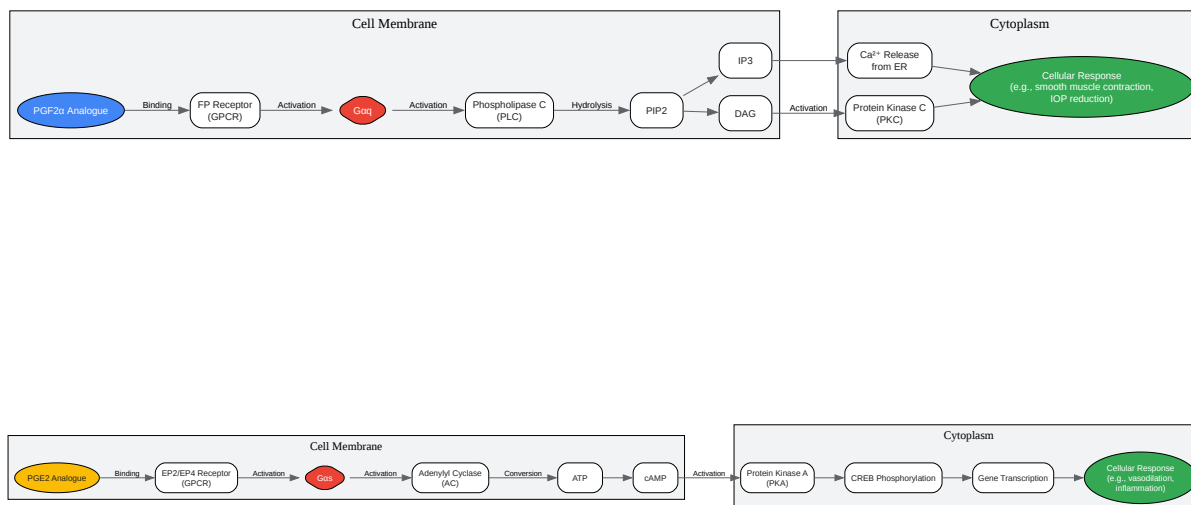 Cell Membrane
Cytoplasm
PGF2α Analogue
Binding
FP Receptor
(GPCR)
Activation
Gαq
Activation
Phospholipase C
(PLC)
Hydrolysis
PIP2
IP3
DAG
Activation
Ca²⁺ Release
from ER
Protein Kinase C
(PKC)
Cellular Response
(e.g., smooth muscle contraction,
IOP reduction)
Cell Membrane
Cytoplasm
PGE2 Analogue
Binding
EP2/EP4 Receptor
(GPCR)
Activation
Gαs
Activation
Adenylyl Cyclase
(AC)
Conversion
ATP
cAMP
Activation
Protein Kinase A
(PKA)
CREB Phosphorylation
Gene Transcription
Cellular Response
(e.g., vasodilation,
inflammation)